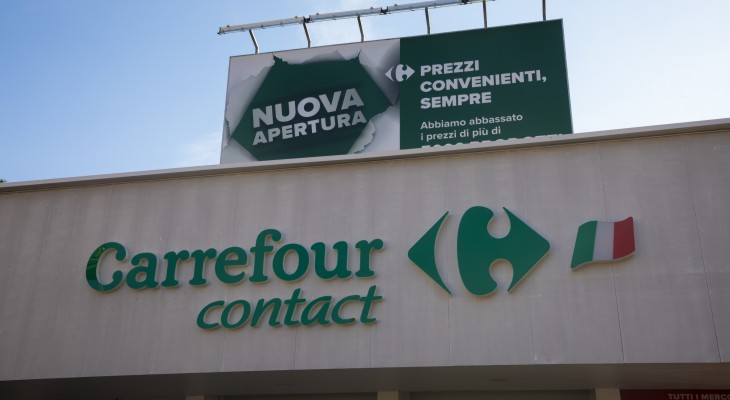 NUOVA
APERTURA
PREZZI
CONVENIENTI,
SEMPRE
Abbiamo abbassato
i prezzi di più di
Carrefour
contact